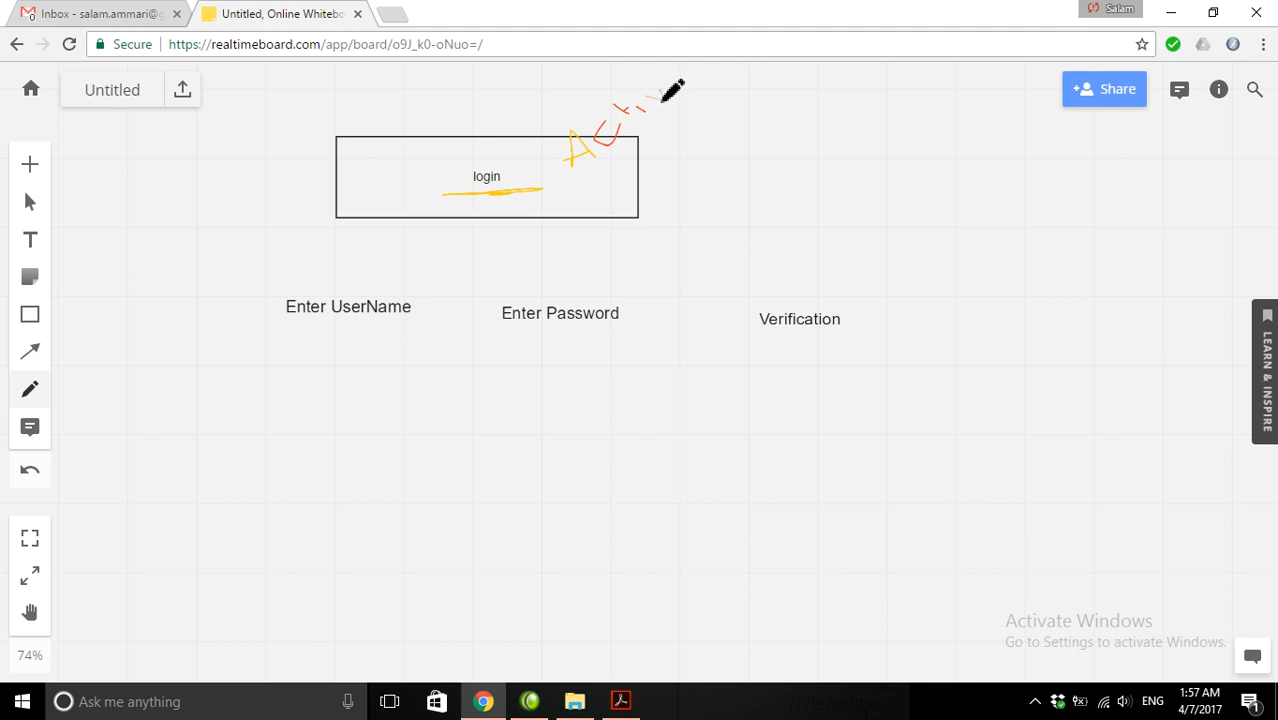 Inbox - salam.ammari@g
Untitled, Online Whitebo
Salam
Secure
https://realtimeboard.com/app/board/o9J_k0-oNuo=/
Untitled
Share
login
Enter UserName
Enter Password
Verification
LEARN & INSPIRE
74%
Activate Windows
Go to Settings to activate Windows.
Ask me anything
ENG
1:57 AM
4/7/2017
1